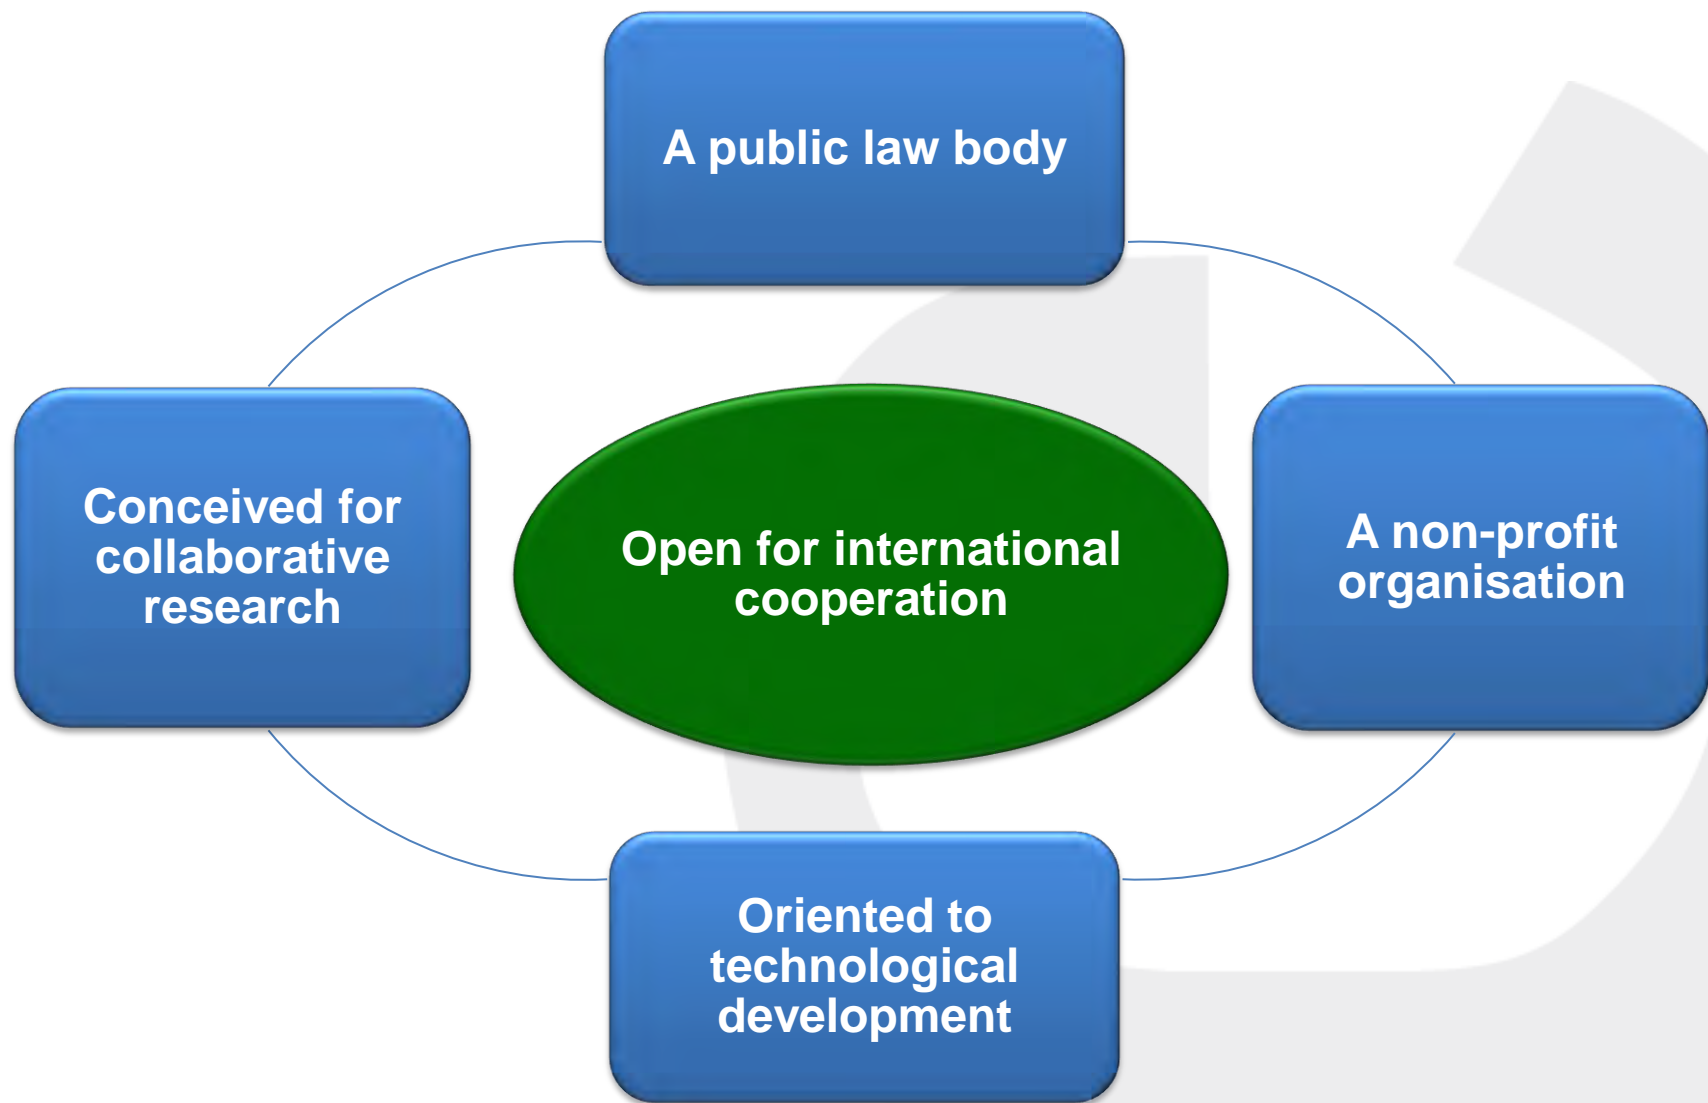 A public law body
Conceived for
collaborative
research
Open for international
cooperation
A non-profit
organisation
Oriented to
technological
development